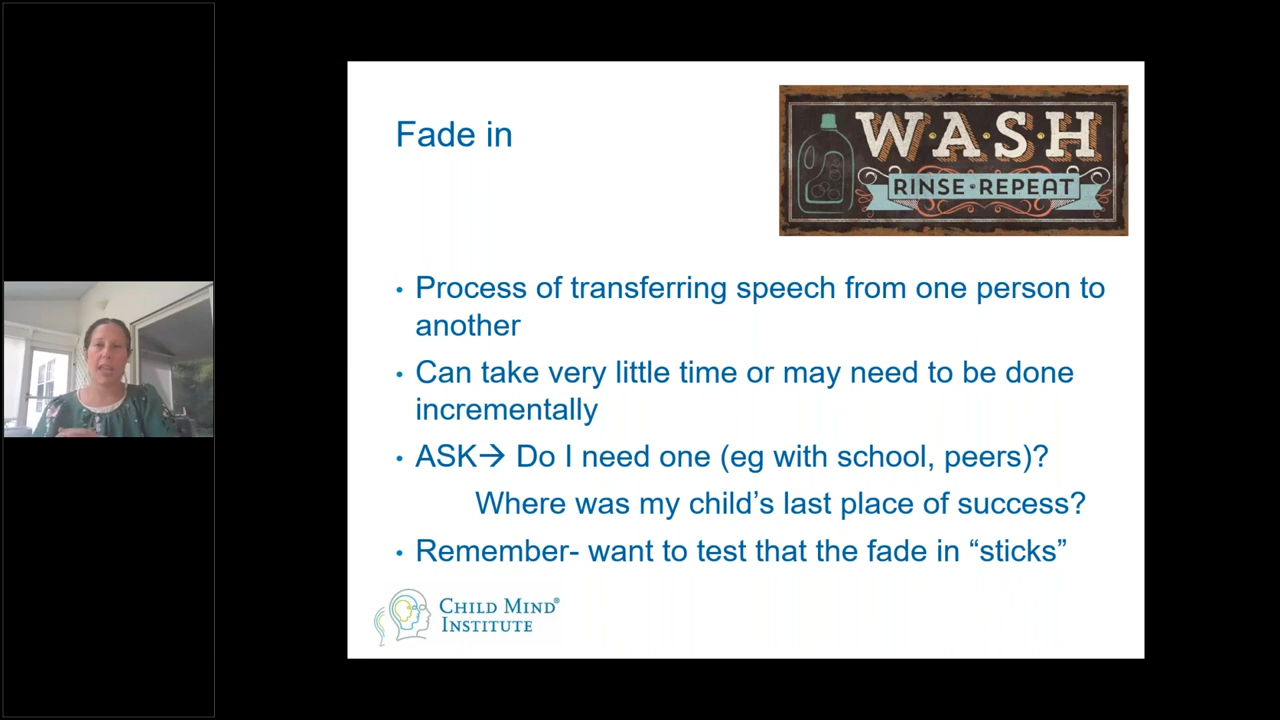 Fade in
W·A·S·H
RINSE·REPEAT
• Process of transferring speech from one person to
another
• Can take very little time or may need to be done
incrementally
• ASK→ Do I need one (eg with school, peers)?
Where was my child’s last place of success?
• Remember- want to test that the fade in “sticks”
CHILD MIND®
INSTITUTE